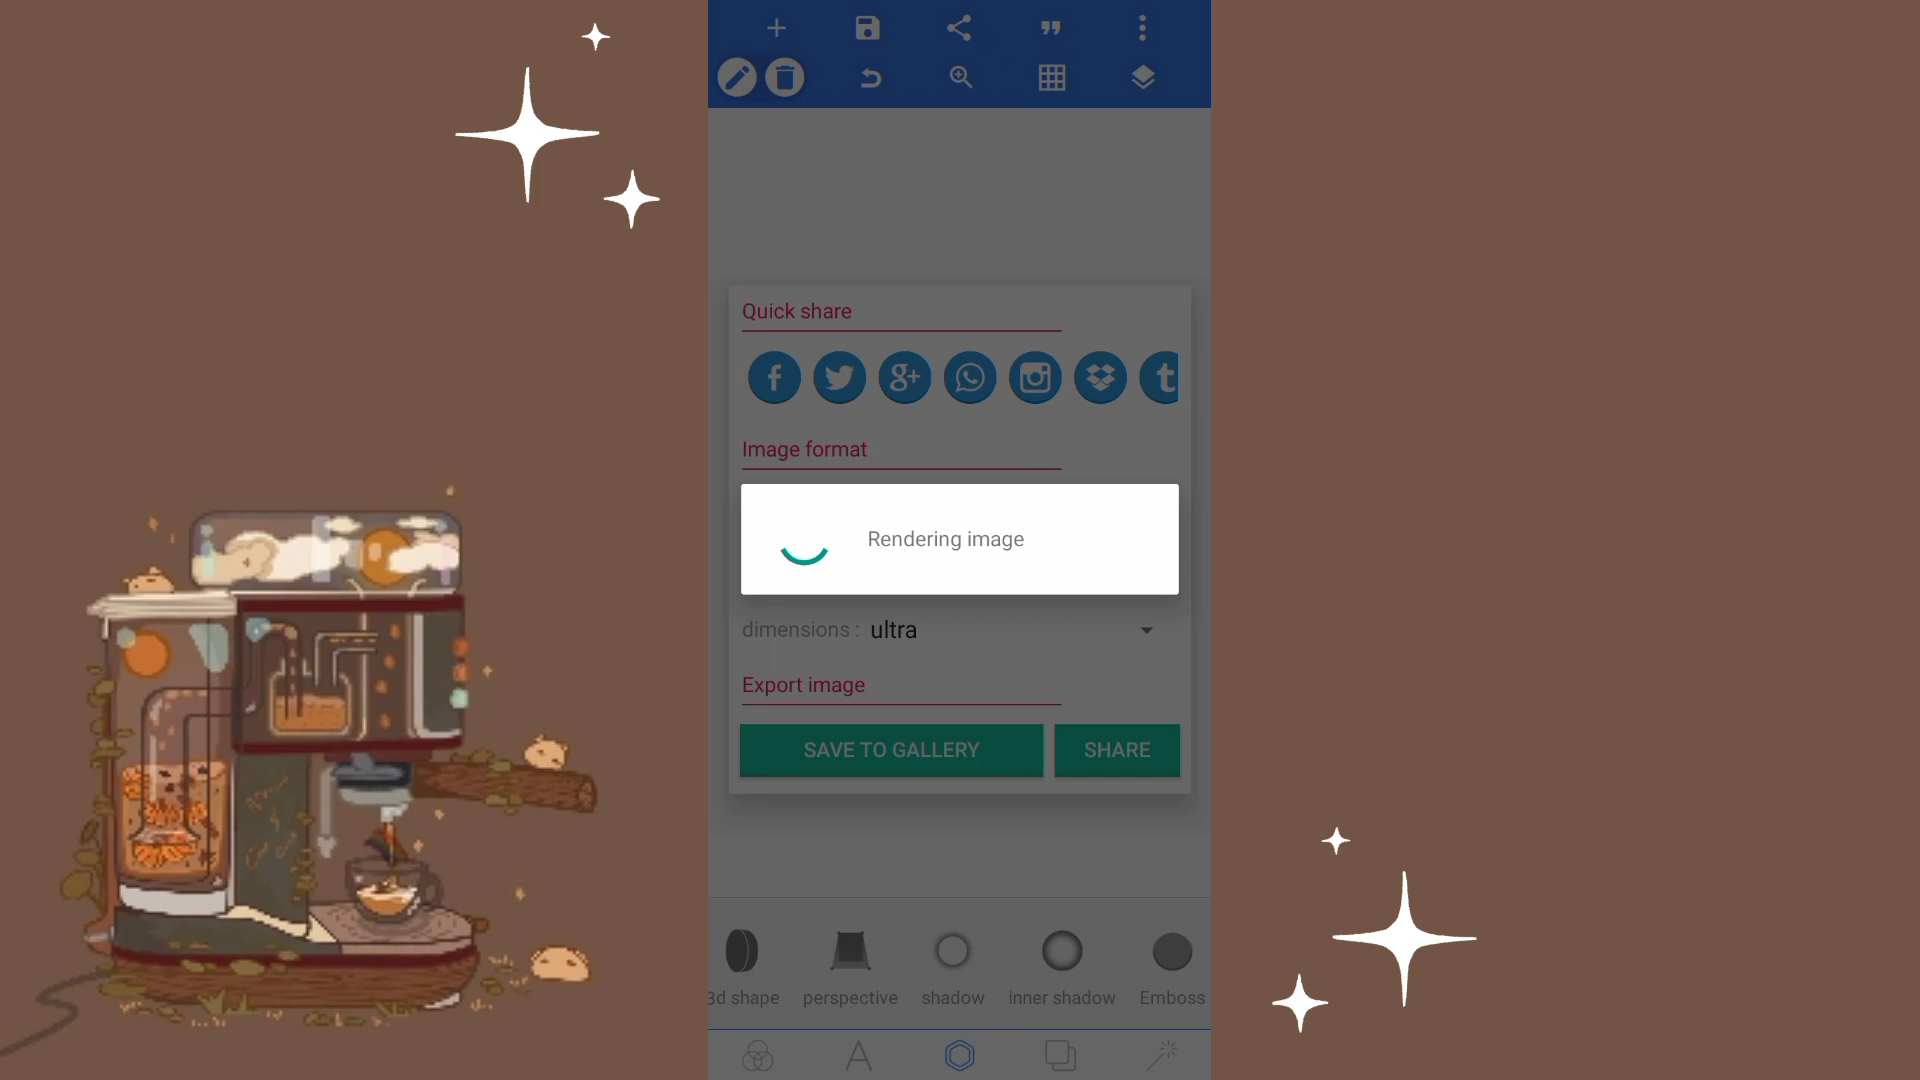 Quick share
Image format
Rendering image
dimensions : ultra
Export image
SAVE TO GALLERY SHARE
3d shape perspective shadow inner shadow Emboss